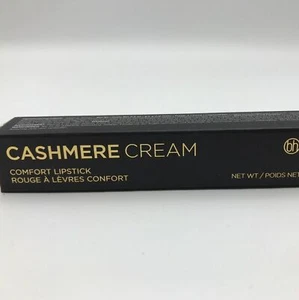 CASHMERE CREAM
COMFORT LIPSTICK
ROUGE À LÈVRES CONFORT
bh
NET WT / POIDS NET